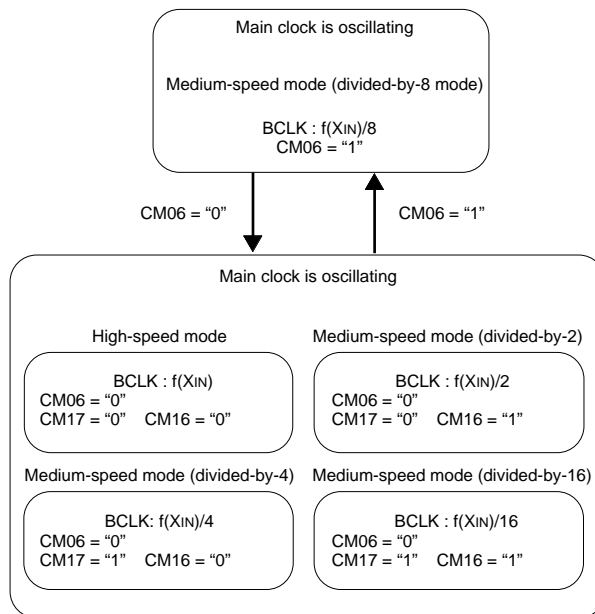 Main clock is oscillating
Medium-speed mode (divided-by-8 mode)
BCLK : f(XIN)/8
CM06 = “1”
CM06 = “0”
CM06 = “1”
Main clock is oscillating
High-speed mode
BCLK : f(XIN)
CM06 = “0”
CM17 = “0” CM16 = “0”
Medium-speed mode (divided-by-2)
BCLK : f(XIN)/2
CM06 = “0”
CM17 = “0” CM16 = “1”
Medium-speed mode (divided-by-4)
BCLK: f(XIN)/4
CM06 = “0”
CM17 = “1” CM16 = “0”
Medium-speed mode (divided-by-16)
BCLK : f(XIN)/16
CM06 = “0”
CM17 = “1” CM16 = “1”